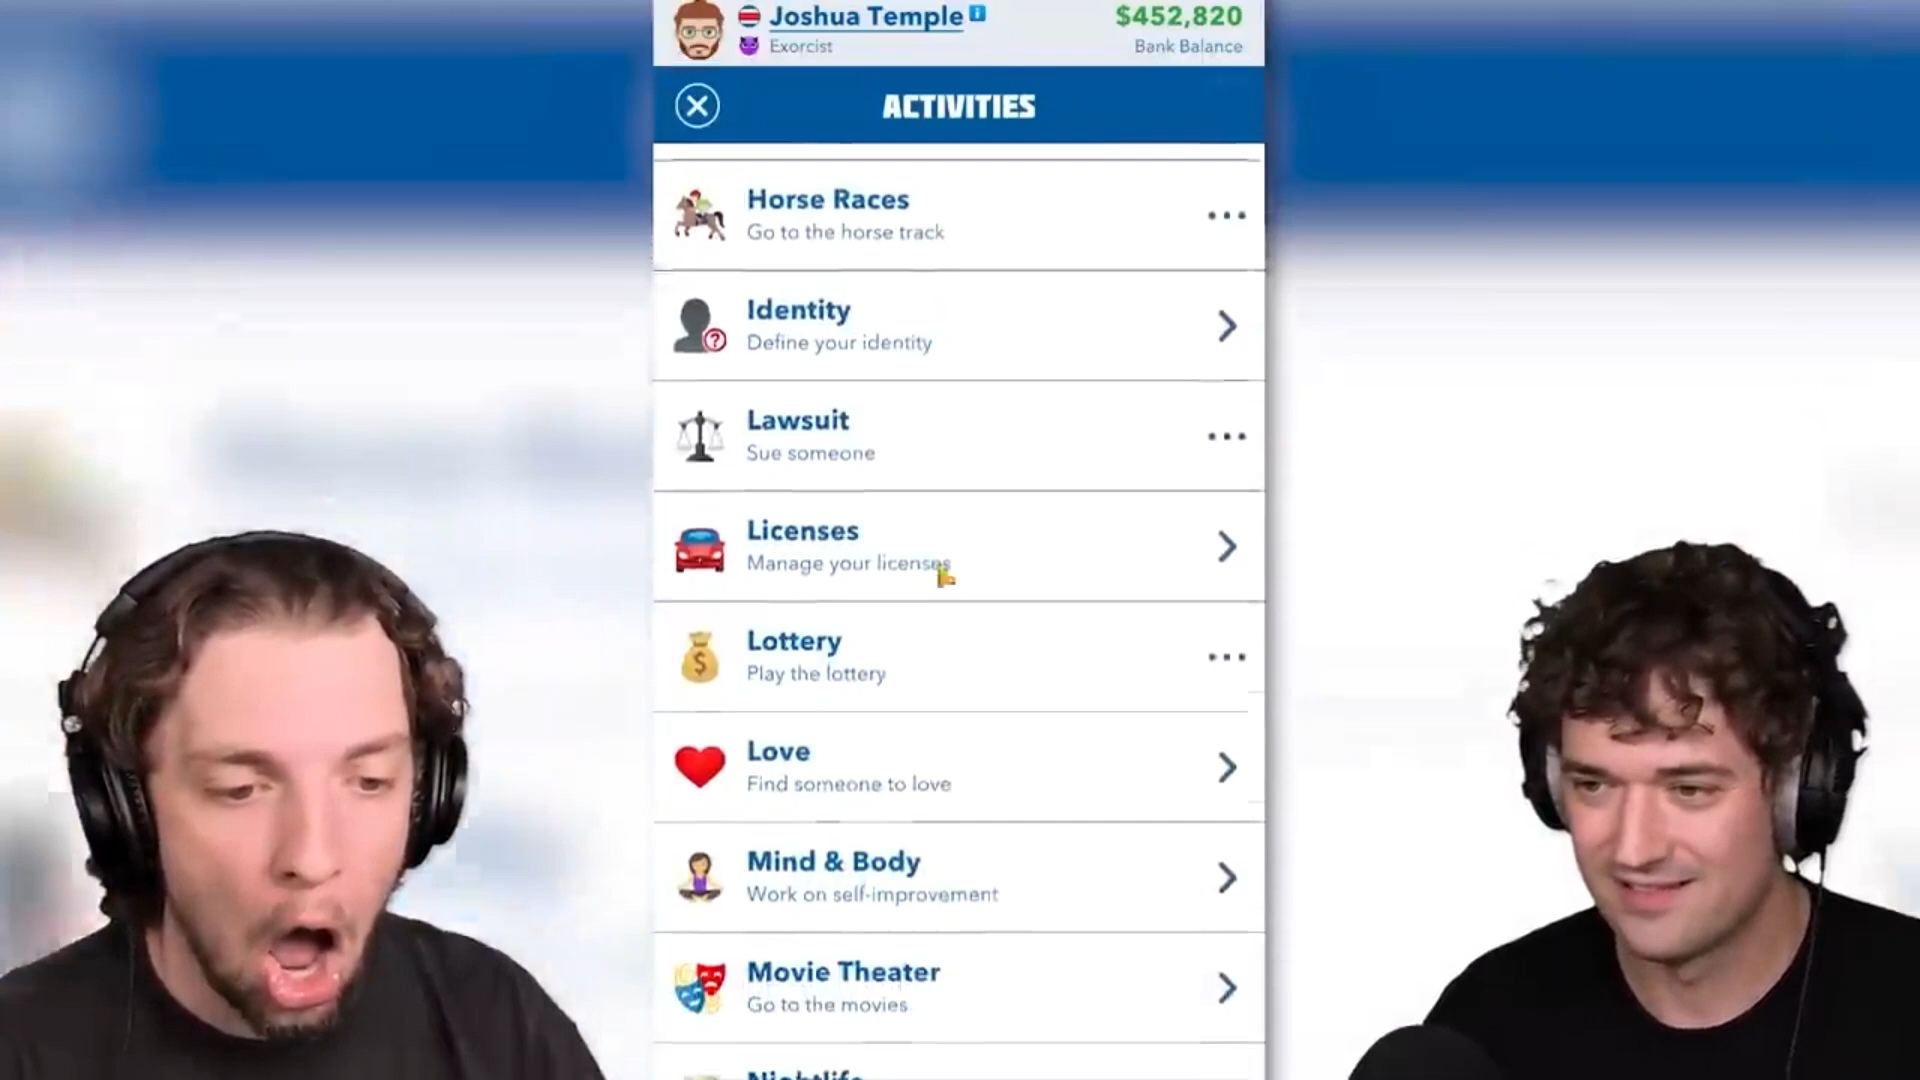 Joshua Temple
$452,820
Exorcist
Bank Balance
ACTIVITIES
Horse Races
Go to the horse track
Identity
Define your identity
Lawsuit
Sue someone
Licenses
Manage your licenses
Lottery
Play the lottery
Love
Find someone to love
Mind & Body
Work on self-improvement
Movie Theater
Go to the movies
Nightlife